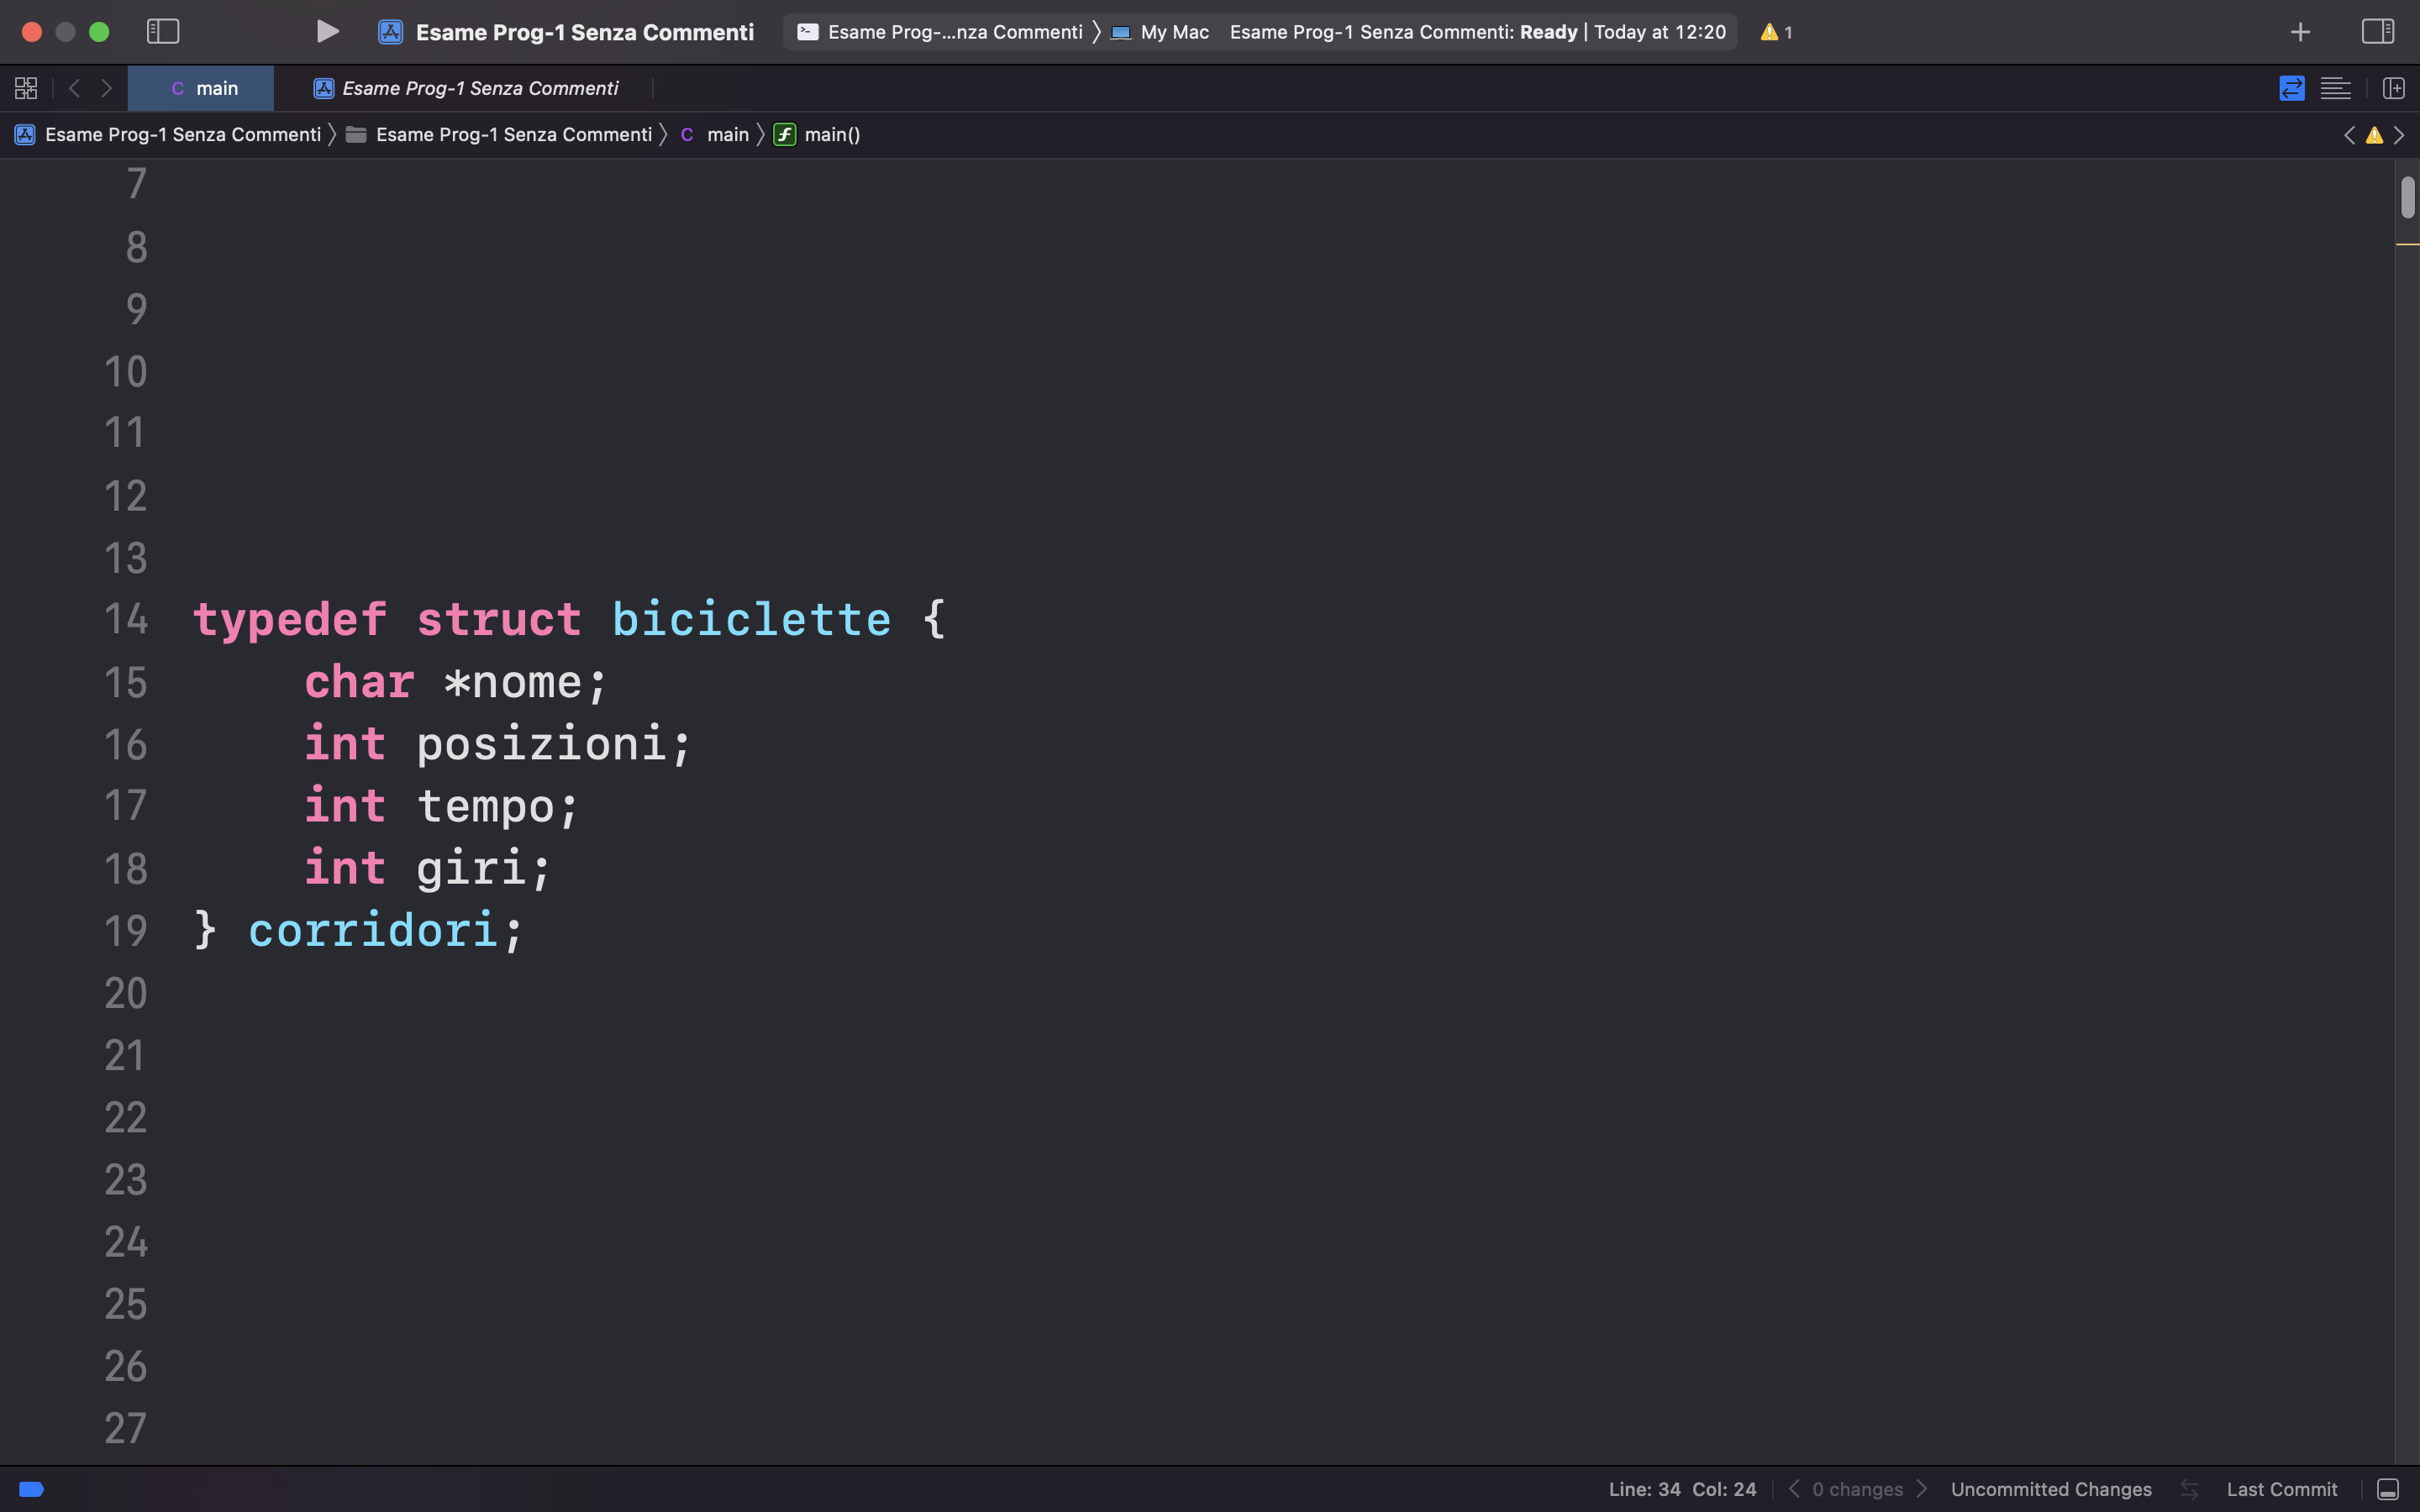 Esame Prog-1 Senza Commenti
Esame Prog-...nza Commenti 〉 My Mac Esame Prog-1 Senza Commenti: Ready | Today at 12:20
1
C main
Esame Prog-1 Senza Commenti
Esame Prog-1 Senza Commenti 〉 Esame Prog-1 Senza Commenti 〉 C main 〉 f main()
7
8
9
10
11
12
13
14 typedef struct biciclette {
15     char *nome;
16     int posizioni;
17     int tempo;
18     int giri;
19 } corridori;
20
21
22
23
24
25
26
27
Line: 34 Col: 24 0 changes Uncommitted Changes Last Commit